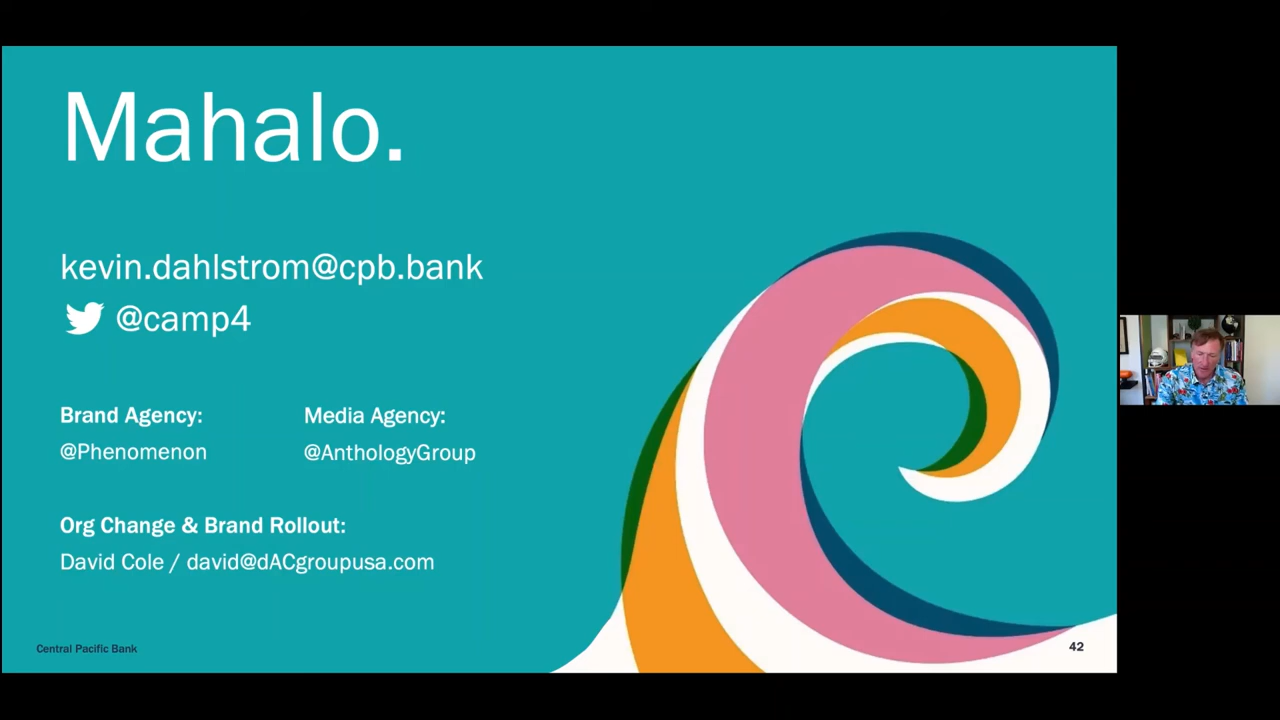 Mahalo.
kevin.dahlstrom@cpb.bank
@camp4
Brand Agency:
@Phenomenon
Media Agency:
@AnthologyGroup
Org Change & Brand Rollout:
David Cole / david@dACgroupusa.com
Central Pacific Bank
42